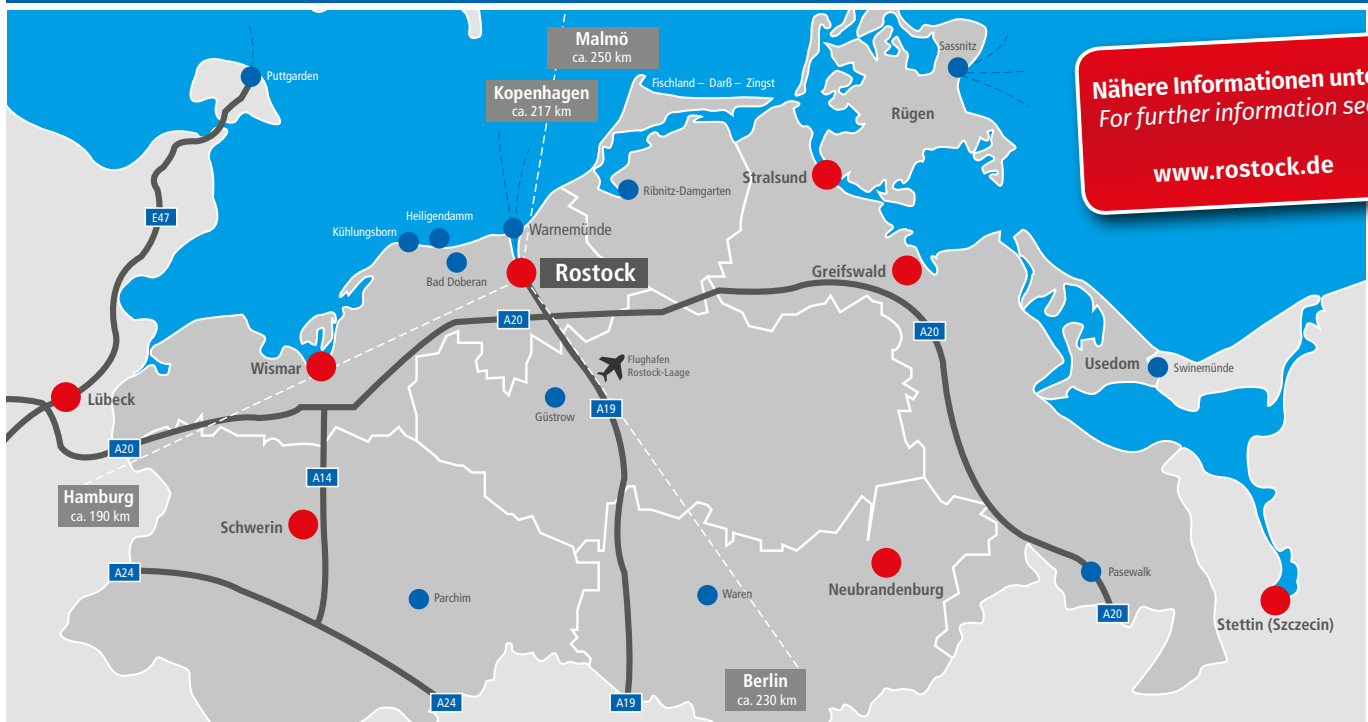 Malmö
ca. 250 km
Sassnitz
Puttgarden
Fischland – Darß – Zingst
Kopenhagen
ca. 217 km
Rügen
Nähere Informationen unte
For further information see
www.rostock.de
Stralsund
Ribnitz-Damgarten
E47
Heiligendamm
Kühlungsborn
Warnemünde
Bad Doberan
Rostock
Greifswald
A20
A20
Wismar
Flughafen
Rostock-Laage
Usedom
Swinemünde
Lübeck
Güstrow
A19
A20
A14
Hamburg
ca. 190 km
Schwerin
A24
Parchim
Waren
Neubrandenburg
Pasewalk
A20
Stettin (Szczecin)
Berlin
ca. 230 km
A24
A19